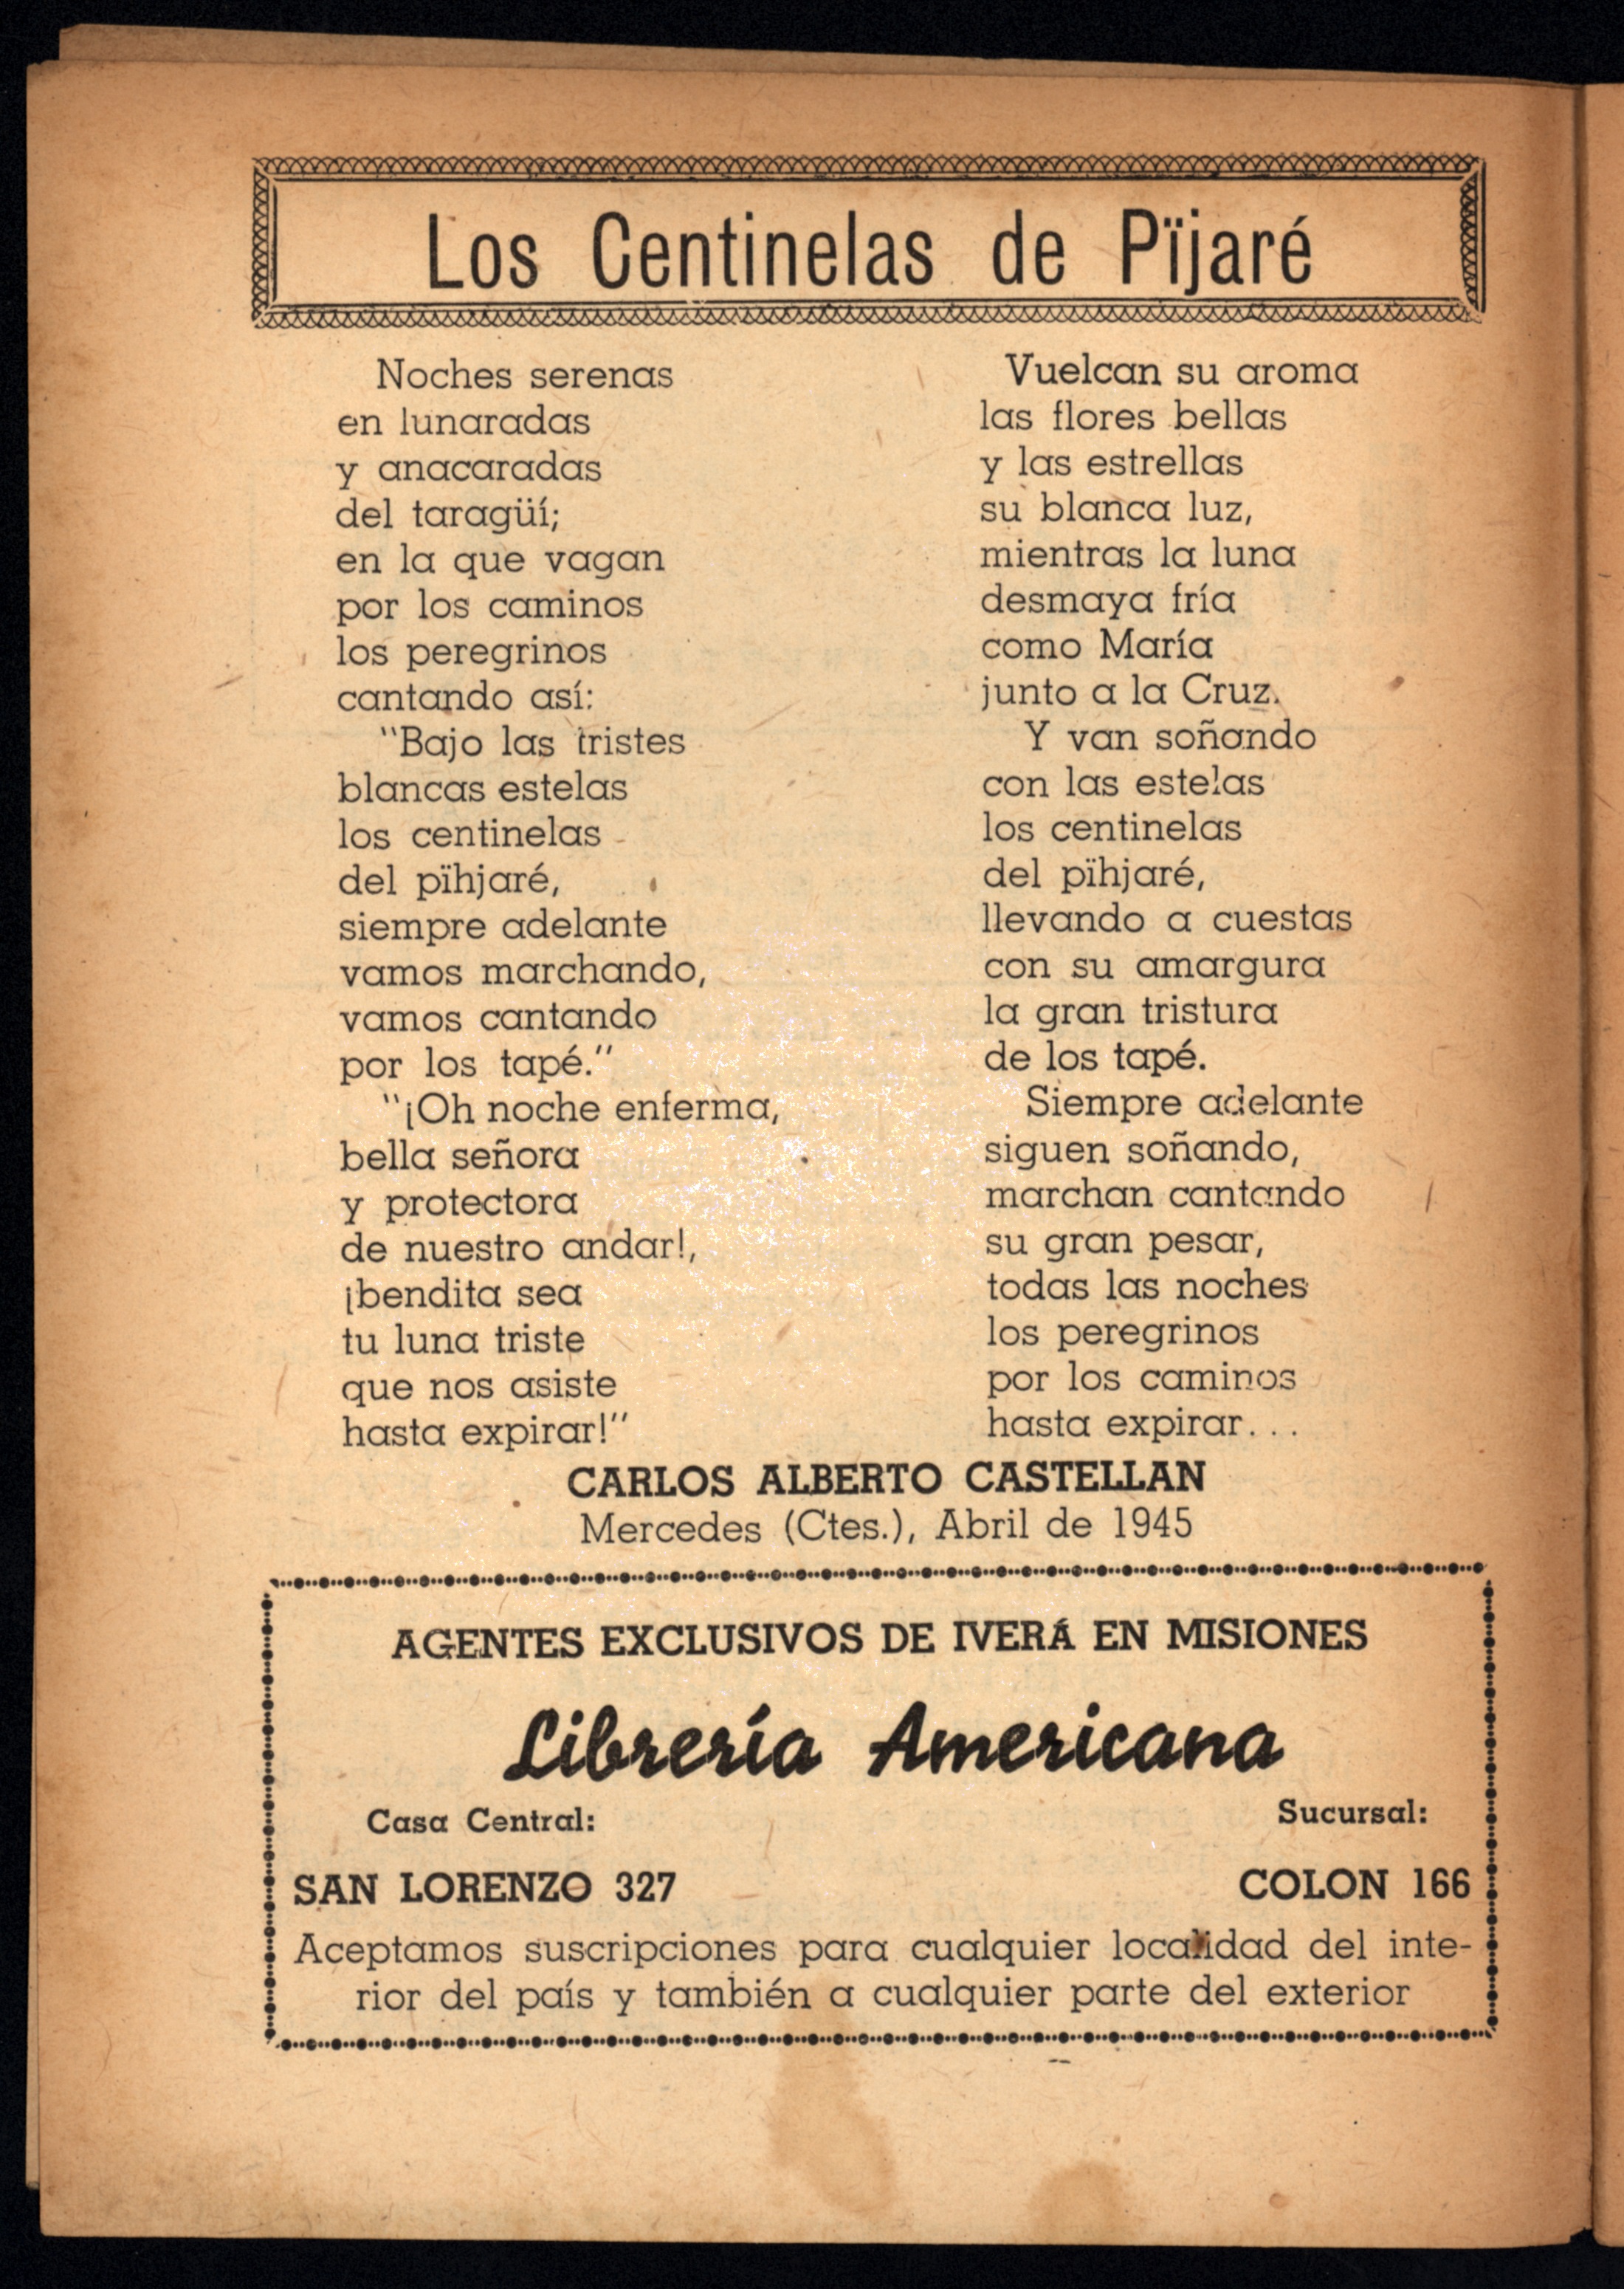 Los Centinelas de Pïjaré
Noches serenas
en lunaradas
y anacaradas
del taragüí;
en la que vagan
por los caminos
los peregrinos
cantando así:
"Bajo las tristes
blancas estelas
los centinelas
del pïhjaré,
siempre adelante
vamos marchando,
vamos cantando
por los tapé."
"¡Oh noche enferma,
bella señora
y protectora
de nuestro andar!,
¡bendita sea
tu luna triste
que nos asiste
hasta expirar!"
Vuelcan su aroma
las flores bellas
y las estrellas
su blanca luz,
mientras la luna
desmaya fría
como María
junto a la Cruz.
Y van soñando
con las estelas
los centinelas
del pïhjaré,
llevando a cuestas
con su amargura
la gran tristura
de los tapé.
Siempre adelante
siguen soñando,
marchan cantando
su gran pesar,
todas las noches
los peregrinos
por los caminos
hasta expirar...
CARLOS ALBERTO CASTELLAN
Mercedes (Ctes.), Abril de 1945
AGENTES EXCLUSIVOS DE IVERÁ EN MISIONES
Librería Americana
Casa Central:
Sucursal:
SAN LORENZO 327
COLON 166
Aceptamos suscripciones para cualquier localidad del inte-
rior del país y también a cualquier parte del exterior